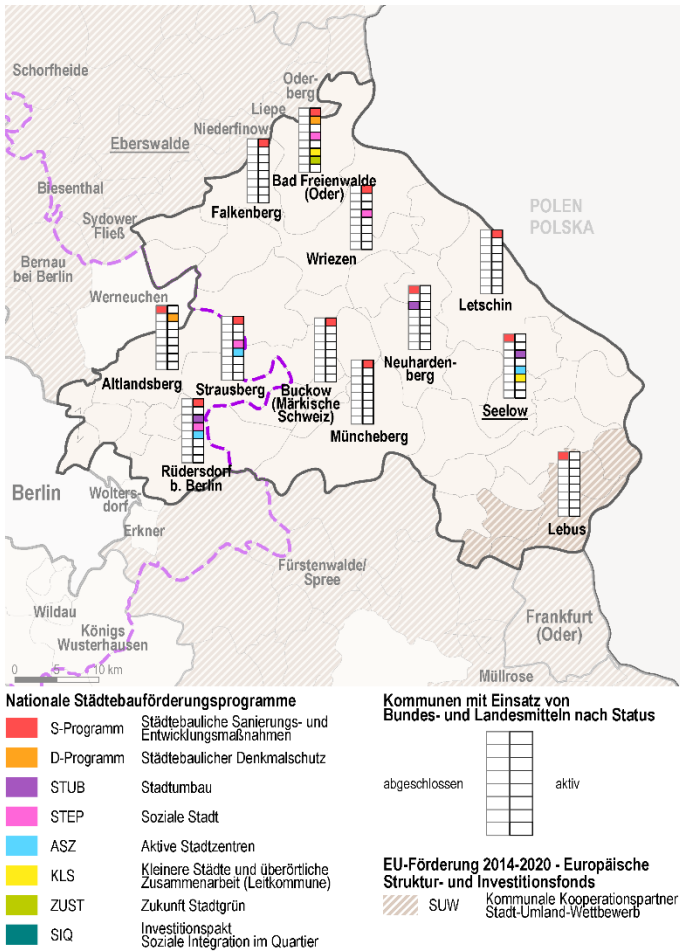 Schorfheide
Oder-
berg
Liepe
Niederfinow
Eberswalde
Bad Freienwalde
(Oder)
Biesenthal
Falkenberg
POLEN
POLSKA
Sydower
Fließ
Wriezen
Bernau
bei Berlin
Werneuchen
Letschin
Altlandsberg
Strausberg
Buckow
(Märkische
Schweiz)
Neuharden-
berg
Müncheberg
Seelow
Rüdersdorf
b. Berlin
Berlin
Wolters-
dorf
Erkner
Lebus
Fürstenwalde/
Spree
Wildau
Königs
Wusterhausen
Frankfurt
(Oder)
Müllrose
0 5 10 km
Nationale Städtebauförderungsprogramme
S-Programm Städtebauliche Sanierungs- und
Entwicklungsmaßnahmen
D-Programm Städtebaulicher Denkmalschutz
STUB Stadtumbau
STEP Soziale Stadt
ASZ Aktive Stadtzentren
KLS Kleinere Städte und überörtliche
Zusammenarbeit (Leitkommune)
ZUST Zukunft Stadtgrün
SIQ Investitionspakt
Soziale Integration im Quartier
Kommunen mit Einsatz von
Bundes- und Landesmitteln nach Status
abgeschlossen aktiv
EU-Förderung 2014-2020 - Europäische
Struktur- und Investitionsfonds
SUW Kommunale Kooperationspartner
Stadt-Umland-Wettbewerb